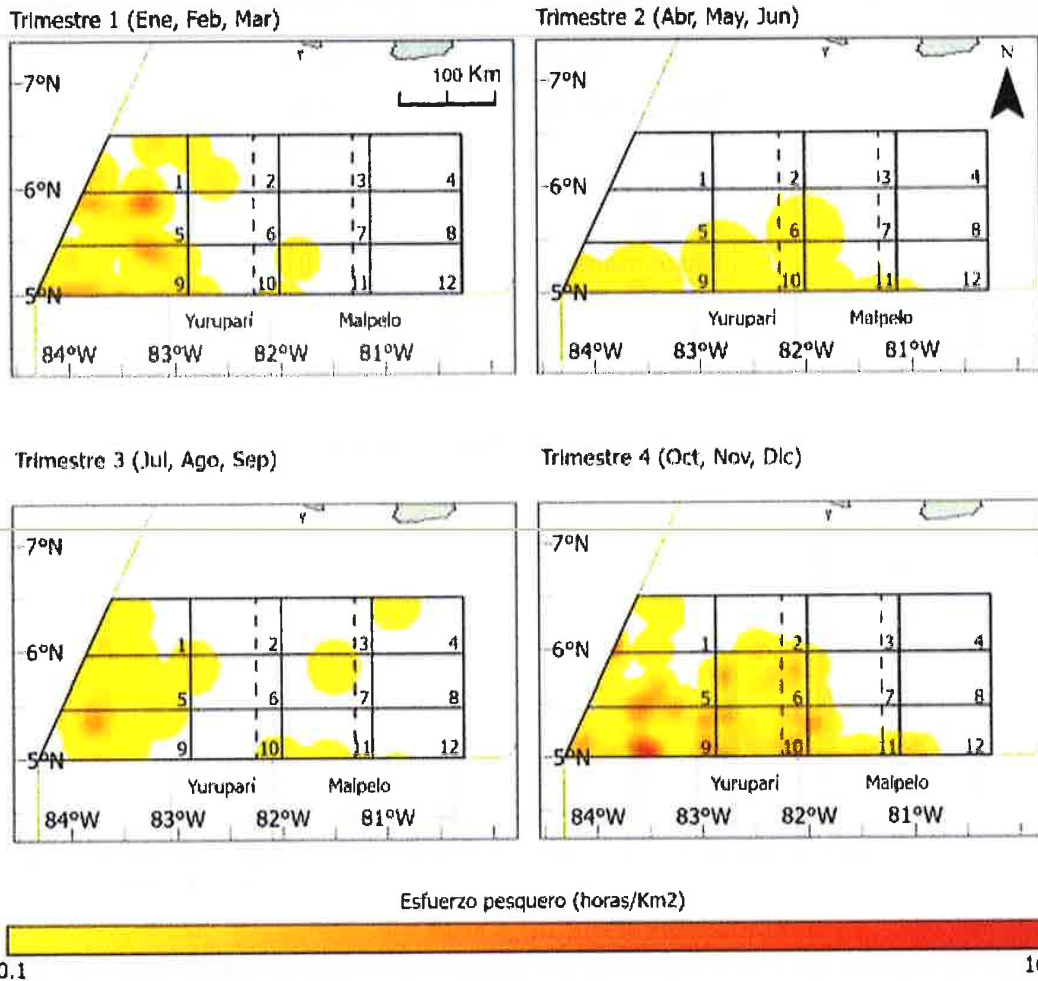 Trimestre 1 (Ene, Feb, Mar)
7°N
100 Km
6°N
1 2 3 4
5 6 7 8
9 10 11 12
5°N
Yuruparí Malpelo
84°W 83°W 82°W 81°W
Trimestre 2 (Abr, May, Jun)
N
7°N
6°N
1 2 3 4
5 6 7 8
9 10 11 12
5°N
Yuruparí Malpelo
84°W 83°W 82°W 81°W
Trimestre 3 (Jul, Ago, Sep)
7°N
6°N
1 2 3 4
5 6 7 8
9 10 11 12
5°N
Yuruparí Malpelo
84°W 83°W 82°W 81°W
Trimestre 4 (Oct, Nov, Dic)
7°N
6°N
1 2 3 4
5 6 7 8
9 10 11 12
5°N
Yuruparí Malpelo
84°W 83°W 82°W 81°W
Esfuerzo pesquero (horas/Km2)
0.1